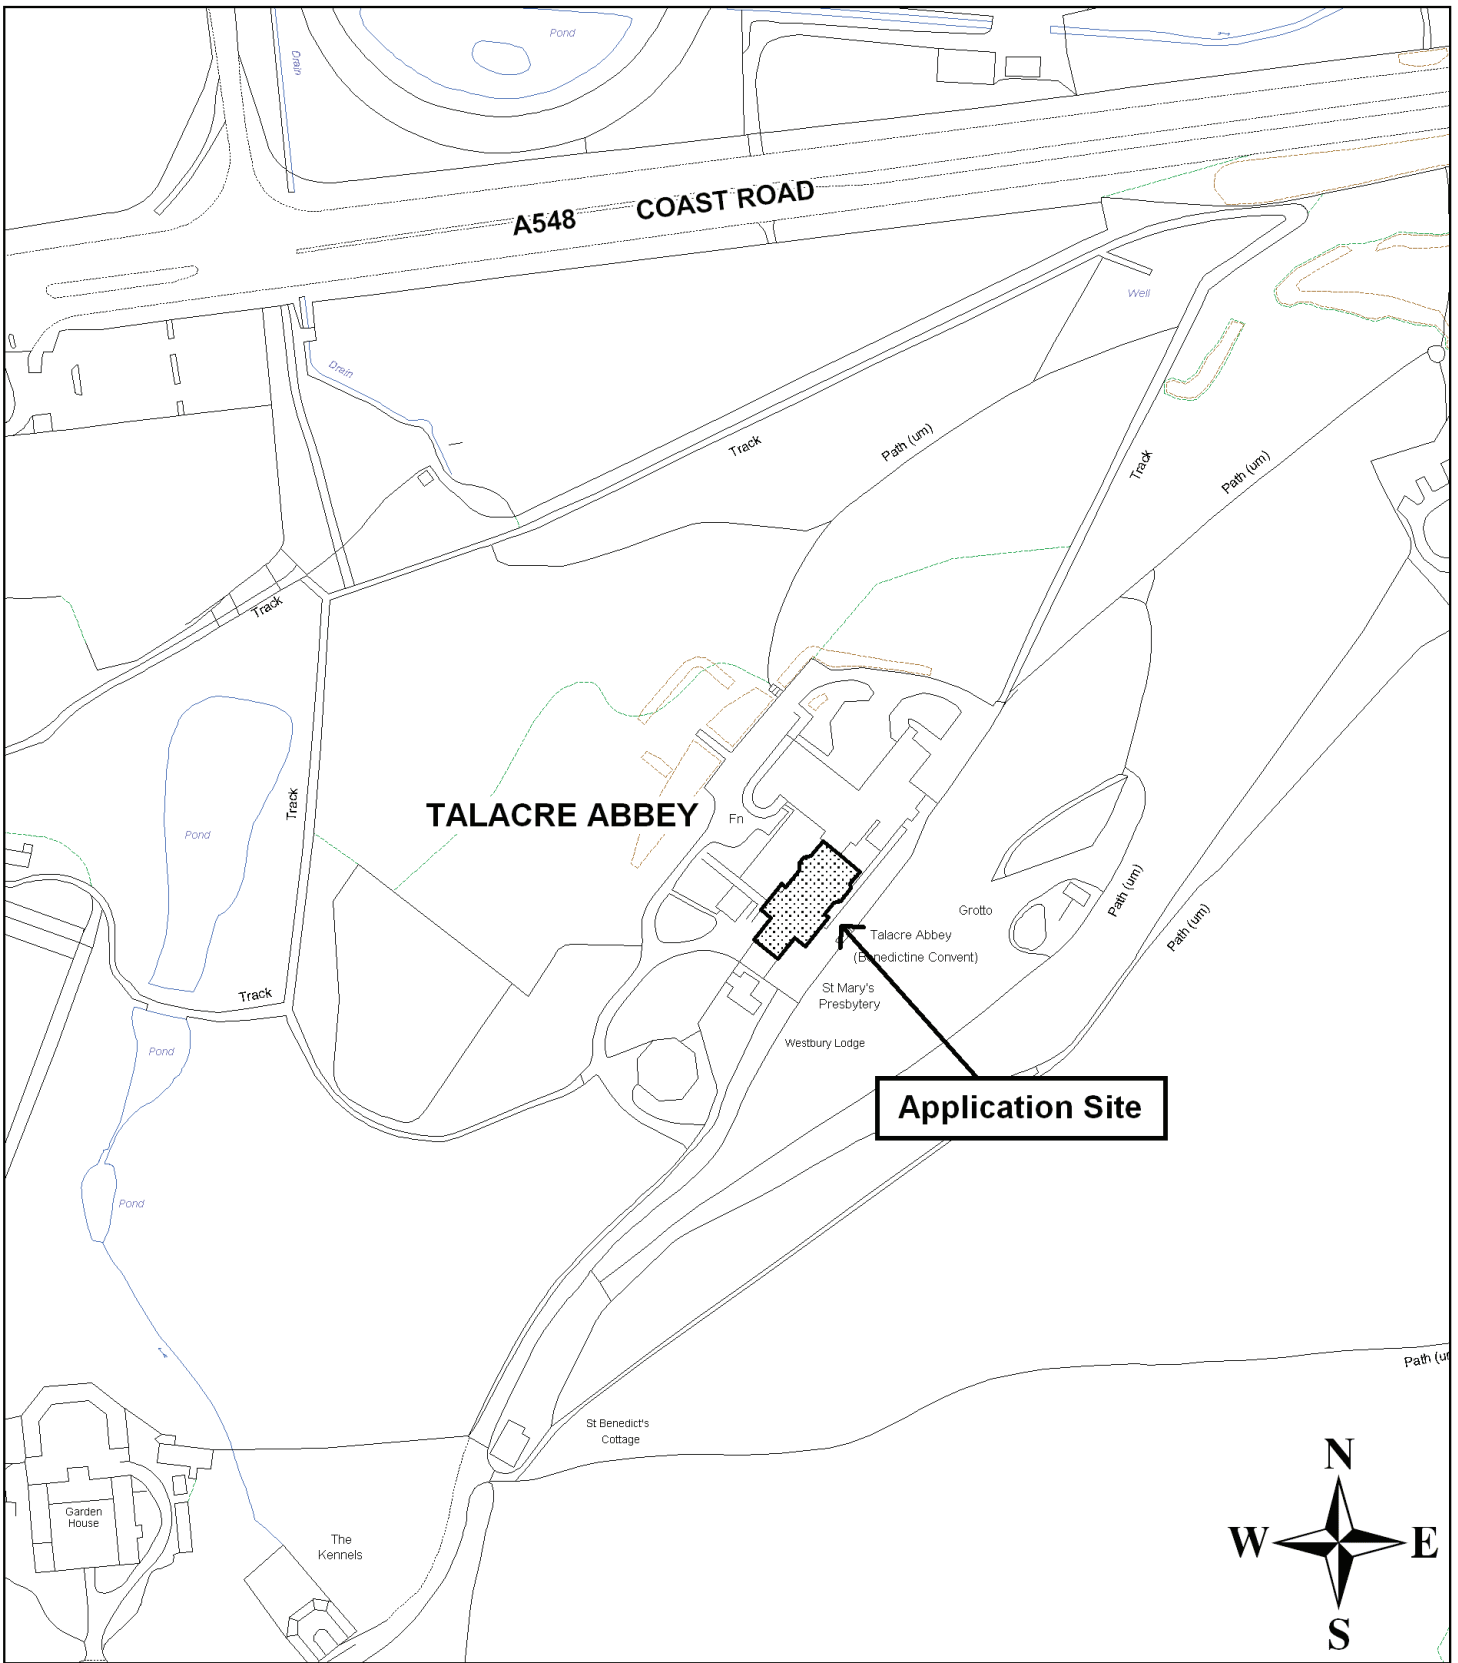 Pond
Drain
A548 COAST ROAD
Well
Drain
Track
Path (um)
Track
Path (um)
Track
Track
Pond
TALACRE ABBEY
Fn
Grotto
Path (um)
Path (um)
Talacre Abbey
(Benedictine Convent)
St Mary's
Presbytery
Track
Westbury Lodge
Pond
Application Site
Pond
Path (ur
St Benedict's
Cottage
Garden
House
The
Kennels
N
W E
S